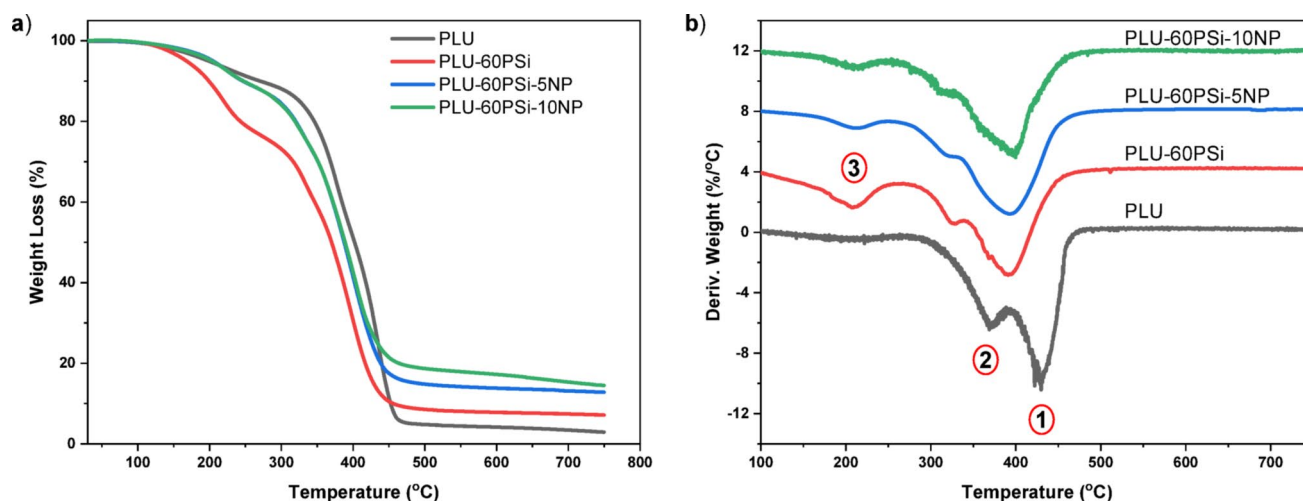 a)
PLU
PLU-60PSi
PLU-60PSi-5NP
PLU-60PSi-10NP
Weight Loss (%)
100
80
60
40
20
0
100 200 300 400 500 600 700 800
Temperature (°C)
b)
PLU-60PSi-10NP
PLU-60PSi-5NP
PLU-60PSi
PLU
3
2
1
Deriv. Weight (%/°C)
12
8
4
0
-4
-8
-12
100 200 300 400 500 600 700
Temperature (°C)